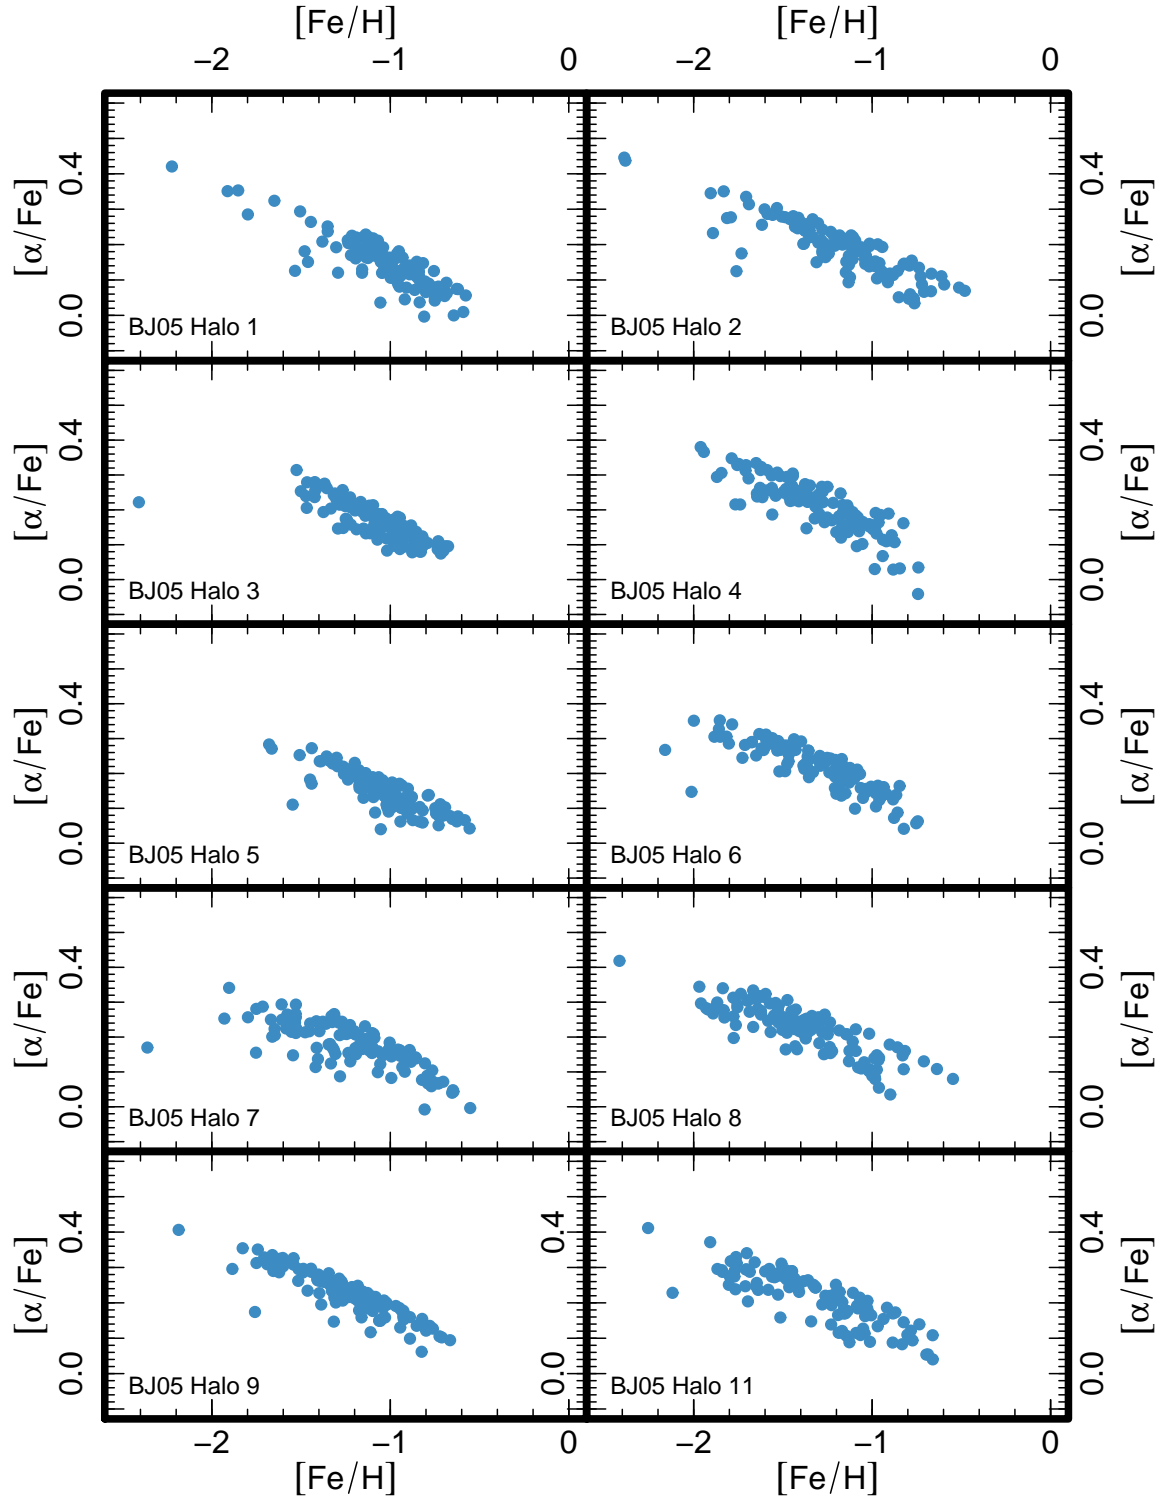 [Fe/H] [Fe/H]
−2 −1 0 −2 −1 0
[α/Fe] 0.4 0.0 BJ05 Halo 1 BJ05 Halo 2 0.4 0.0 [α/Fe]
[α/Fe] 0.4 0.0 BJ05 Halo 3 BJ05 Halo 4 0.4 0.0 [α/Fe]
[α/Fe] 0.4 0.0 BJ05 Halo 5 BJ05 Halo 6 0.4 0.0 [α/Fe]
[α/Fe] 0.4 0.0 BJ05 Halo 7 BJ05 Halo 8 0.4 0.0 [α/Fe]
[α/Fe] 0.4 0.0 BJ05 Halo 9 0.4 0.0 BJ05 Halo 11 0.4 0.0 [α/Fe]
−2 −1 0 −2 −1 0
[Fe/H] [Fe/H]